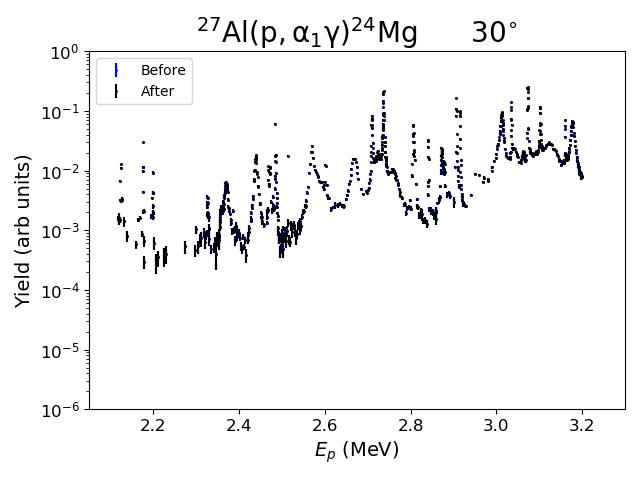 ²⁷Al(p, α₁γ)²⁴Mg 30°
Before
After
Yield (arb units)
10⁰
10⁻¹
10⁻²
10⁻³
10⁻⁴
10⁻⁵
10⁻⁶
2.2 2.4 2.6 2.8 3.0 3.2
Eₚ (MeV)